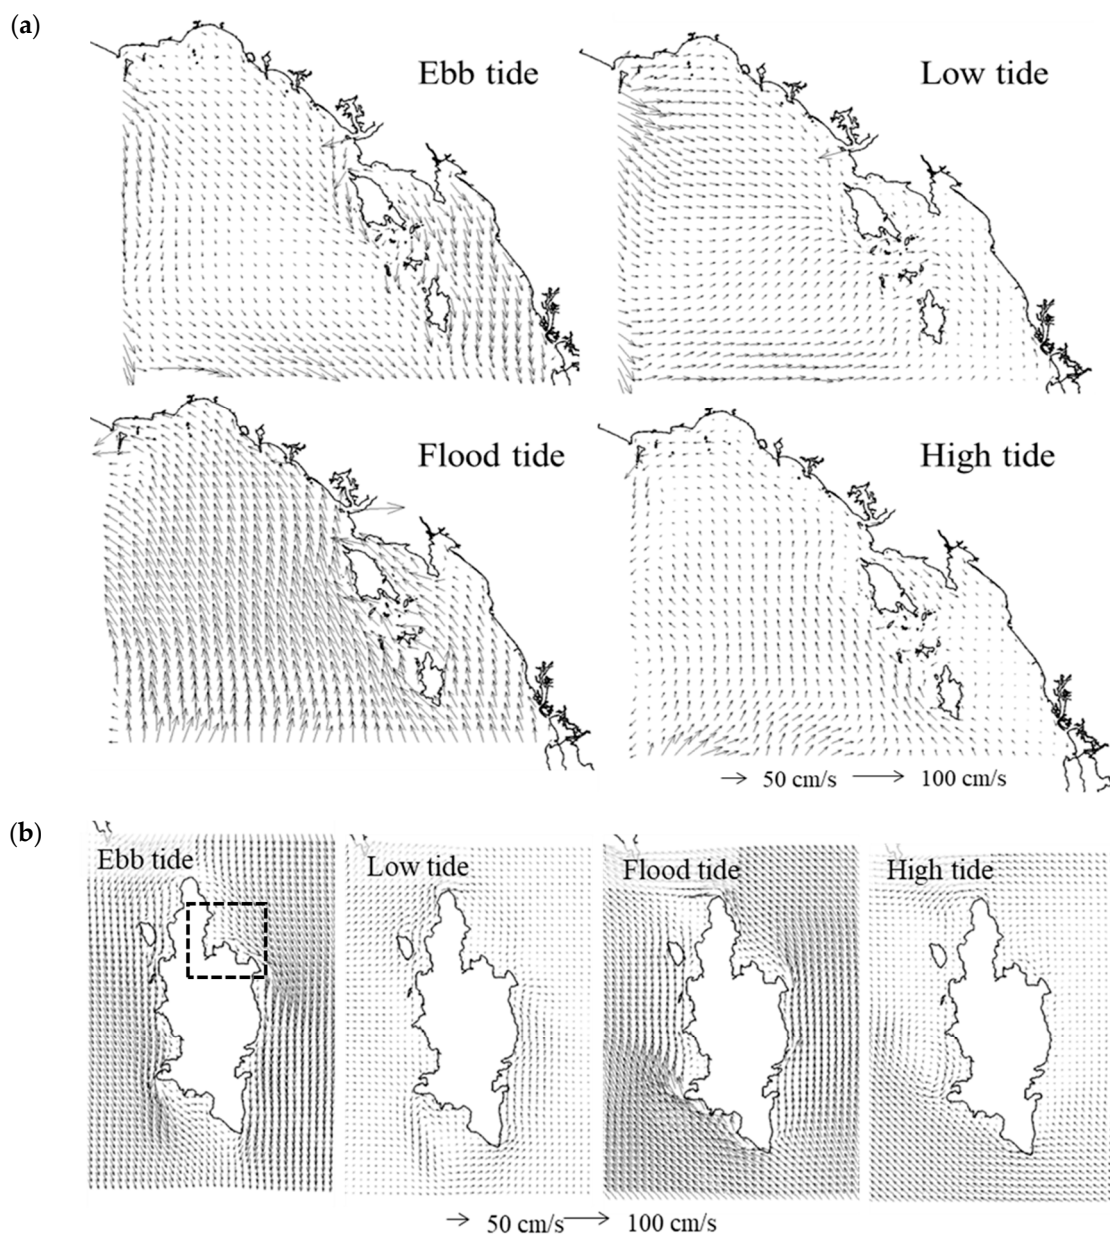 (a)
Ebb tide
Low tide
Flood tide
High tide
50 cm/s
100 cm/s
(b)
Ebb tide
Low tide
Flood tide
High tide
50 cm/s
100 cm/s